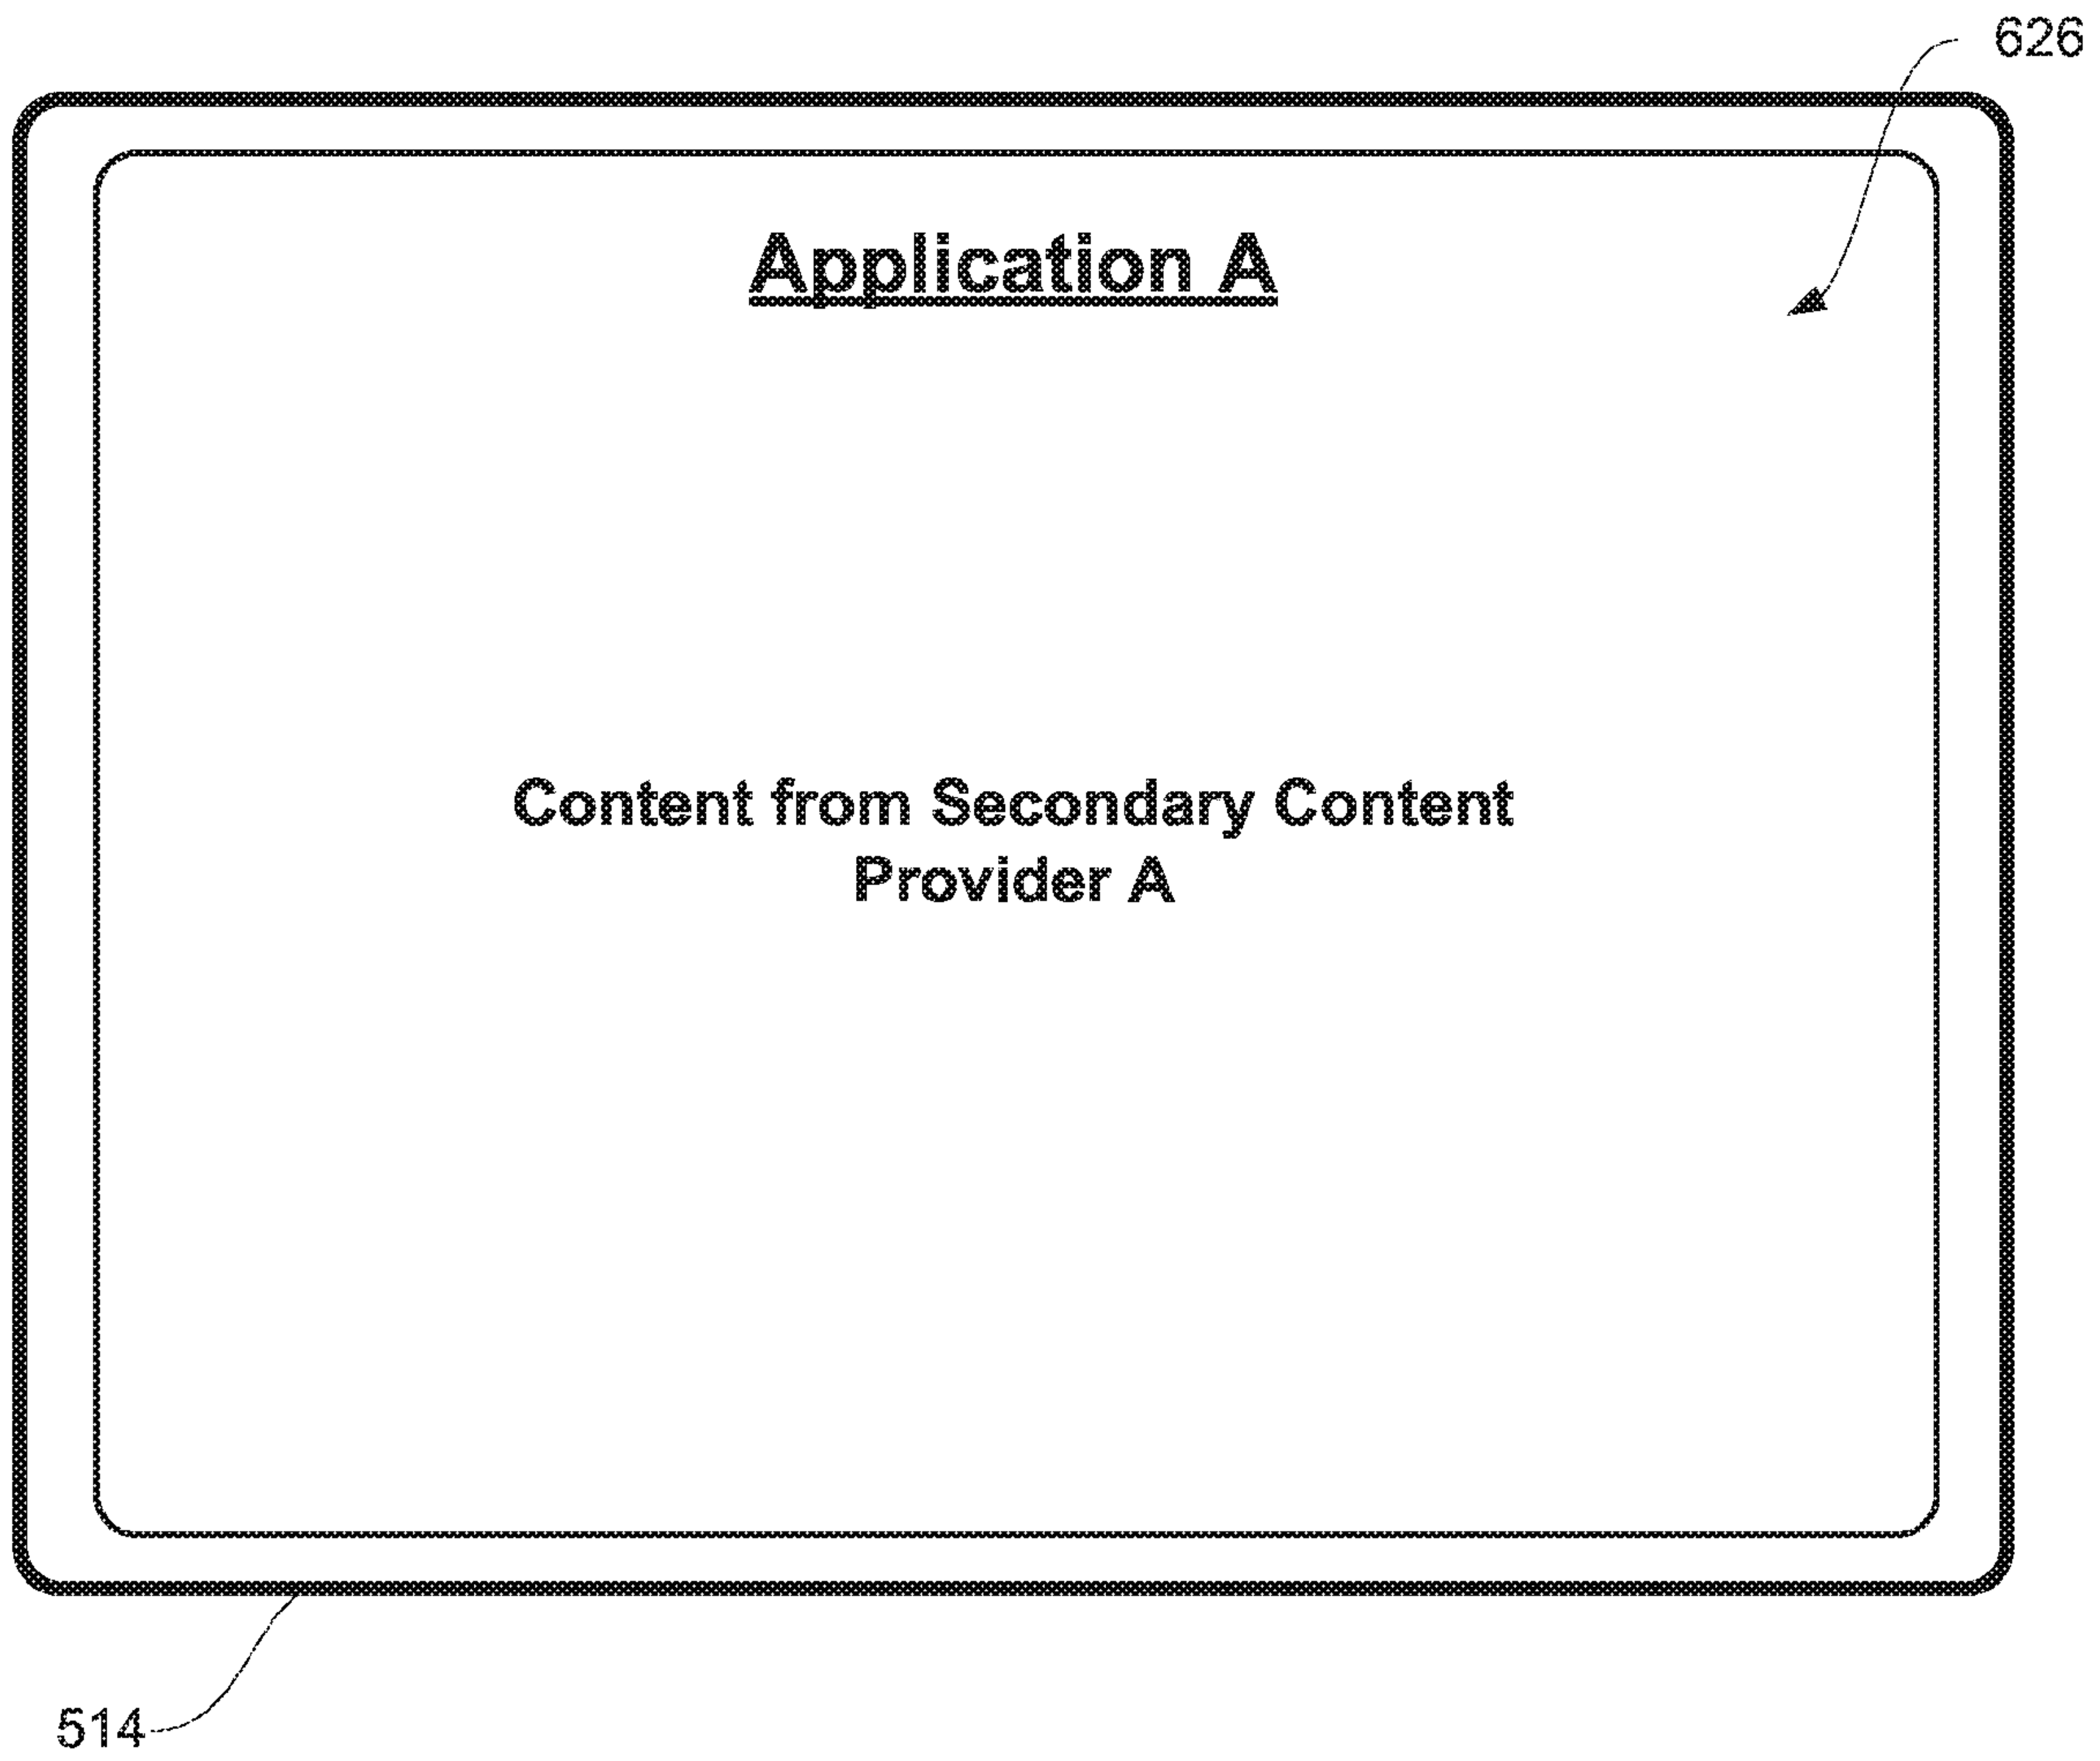 626
Application A
Content from Secondary Content
Provider A
514